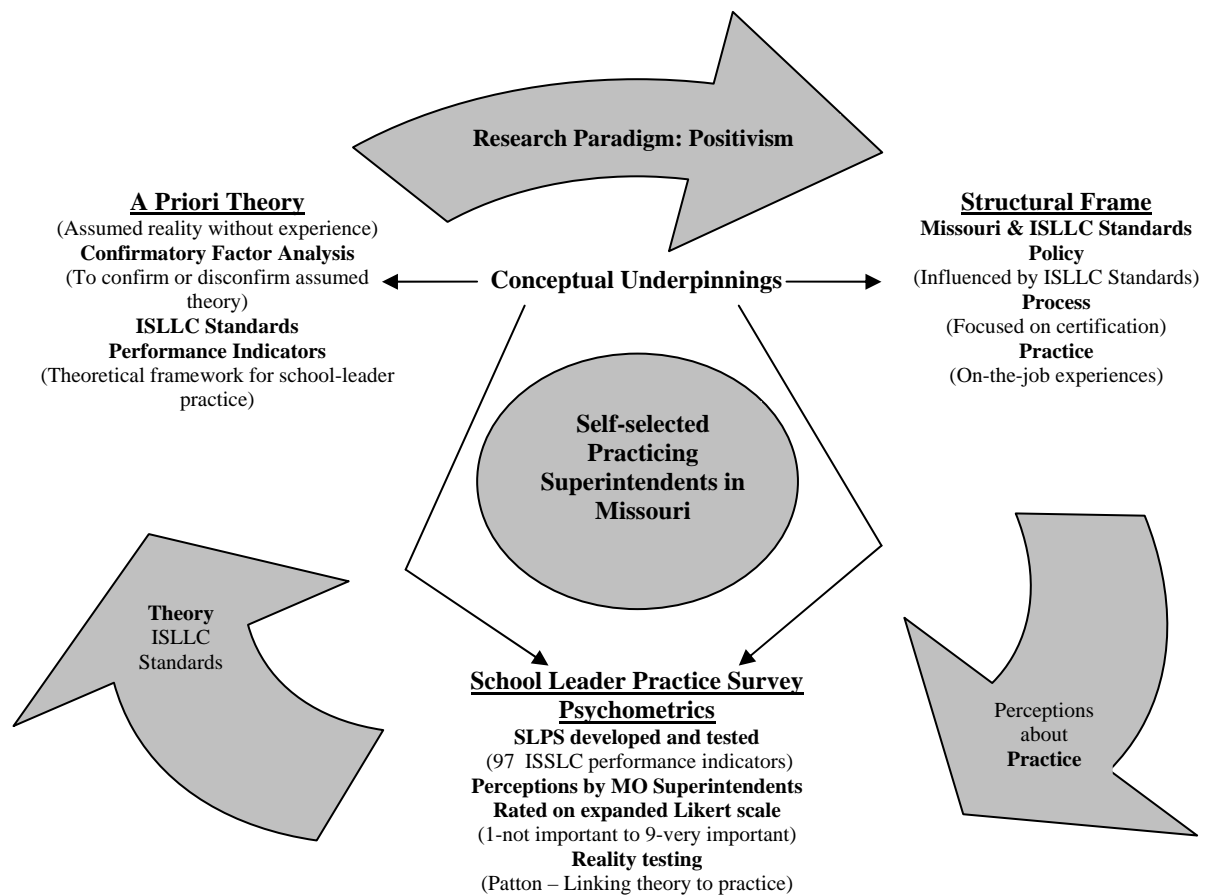 Research Paradigm: Positivism
A Priori Theory
(Assumed reality without experience)
Confirmatory Factor Analysis
(To confirm or disconfirm assumed
theory)
ISLLC Standards
Performance Indicators
(Theoretical framework for school-leader
practice)
Conceptual Underpinnings
Structural Frame
Missouri & ISLLC Standards
Policy
(Influenced by ISLLC Standards)
Process
(Focused on certification)
Practice
(On-the-job experiences)
Self-selected
Practicing
Superintendents in
Missouri
Theory
ISLLC
Standards
School Leader Practice Survey
Psychometrics
SLPS developed and tested
(97  ISSLC performance indicators)
Perceptions by MO Superintendents
Rated on expanded Likert scale
(1-not important to 9-very important)
Reality testing
(Patton – Linking theory to practice)
Perceptions
about
Practice